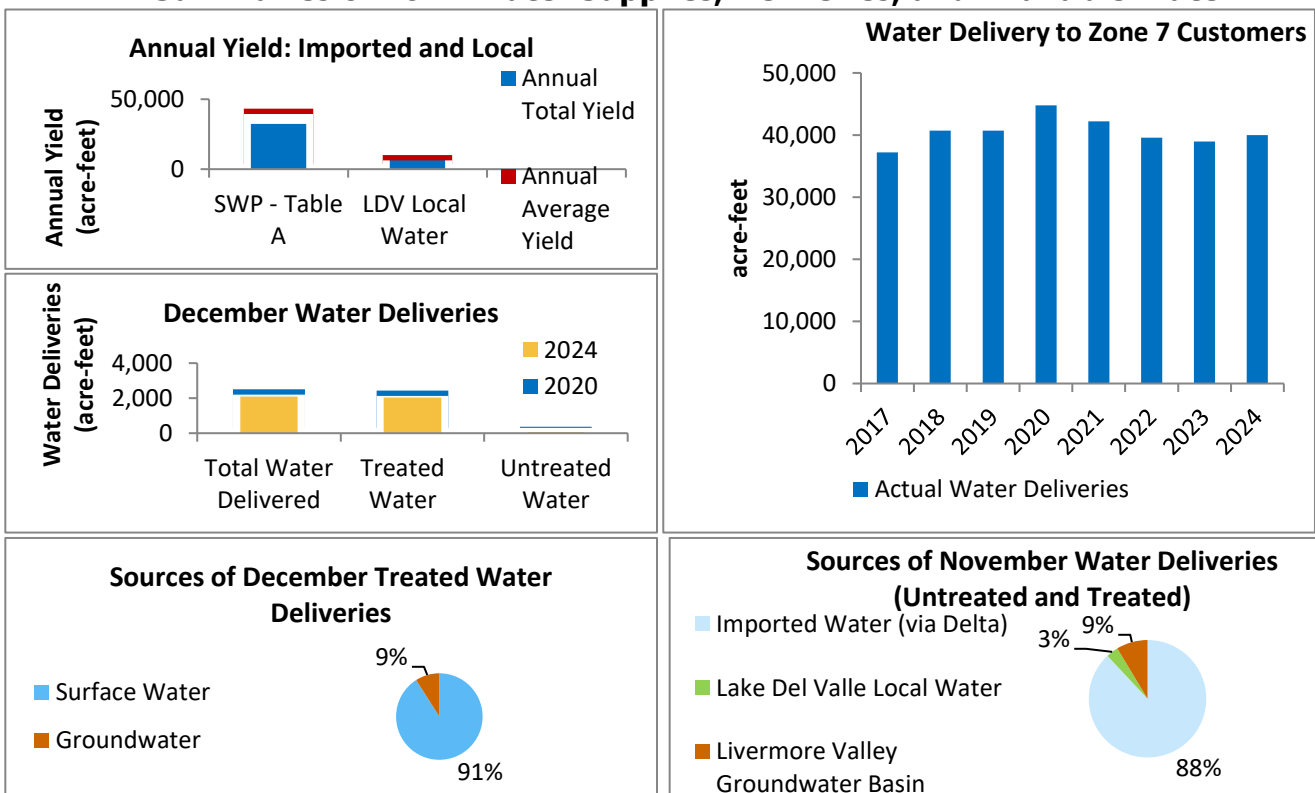 Annual Yield: Imported and Local
Annual Yield
(acre-feet)
50,000
0
SWP - Table
A
LDV Local
Water
Annual
Total Yield
Annual
Average
Yield
Water Delivery to Zone 7 Customers
acre-feet
50,000
40,000
30,000
20,000
10,000
0
2017
2018
2019
2020
2021
2022
2023
2024
Actual Water Deliveries
December Water Deliveries
Water Deliveries
(acre-feet)
4,000
2,000
0
Total Water
Delivered
Treated
Water
Untreated
Water
2024
2020
Sources of December Treated Water
Deliveries
Surface Water
Groundwater
9%
91%
Sources of November Water Deliveries
(Untreated and Treated)
Imported Water (via Delta)
Lake Del Valle Local Water
Livermore Valley
Groundwater Basin
3%
9%
88%